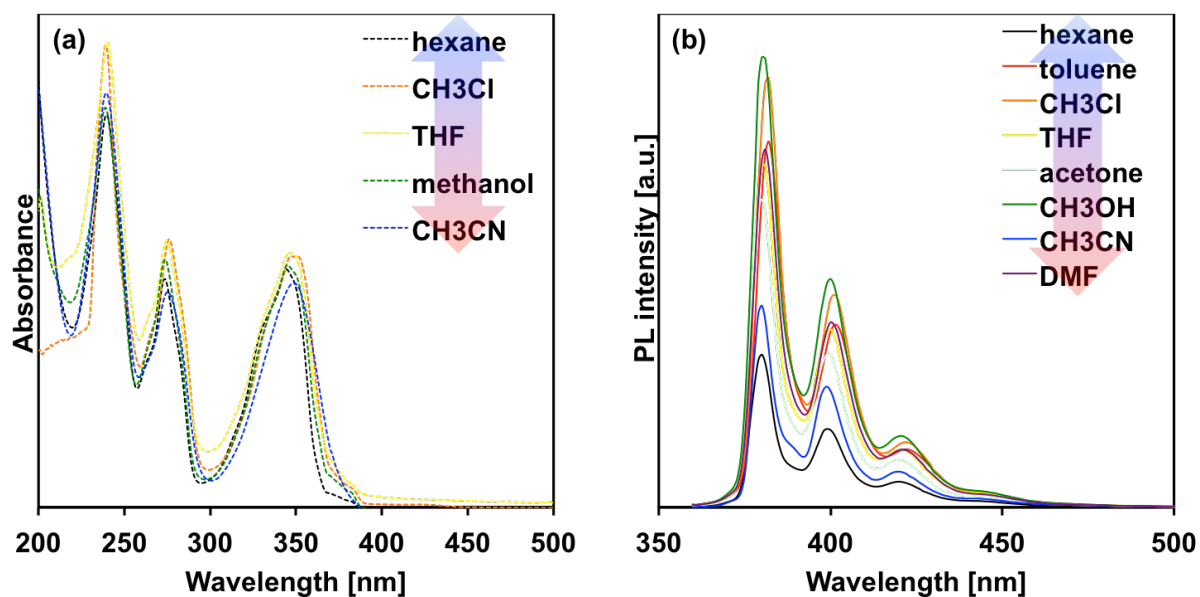 (a)
hexane
CH3Cl
THF
methanol
CH3CN
Absorbance
200 250 300 350 400 450 500
Wavelength [nm]
(b)
hexane
toluene
CH3Cl
THF
acetone
CH3OH
CH3CN
DMF
PL intensity [a.u.]
350 400 450 500
Wavelength [nm]